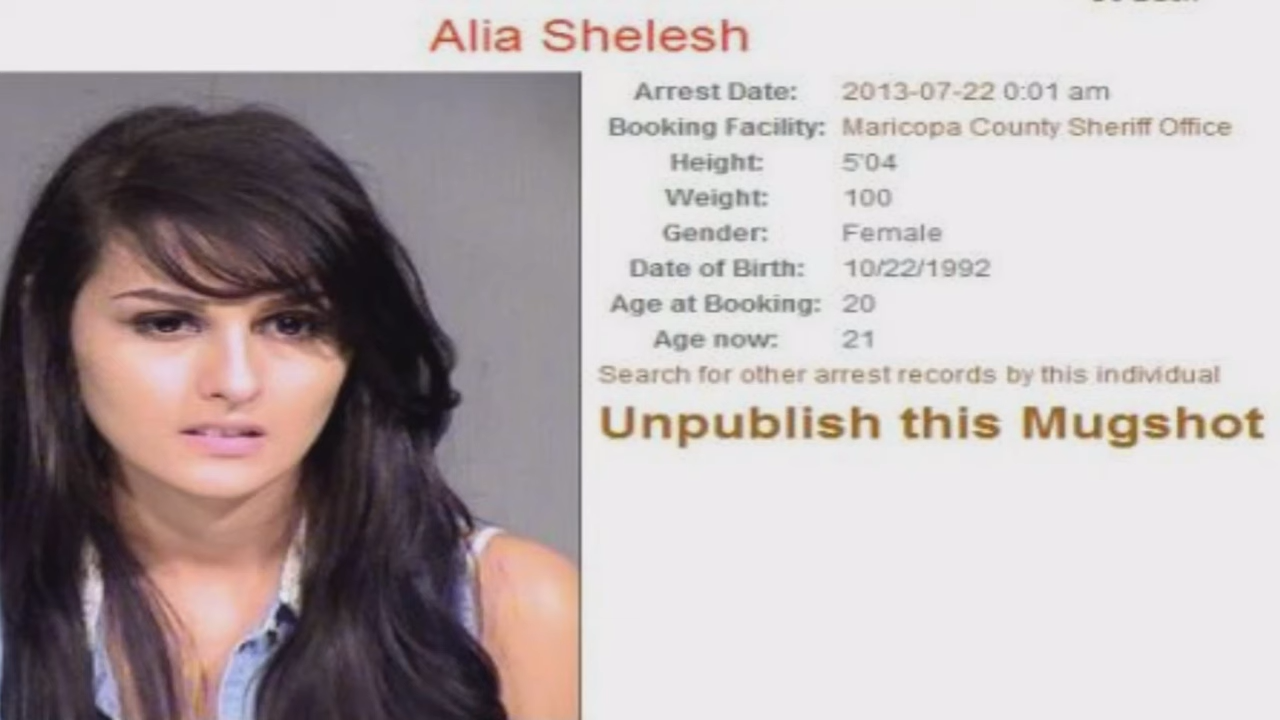 Alia Shelesh
Arrest Date: 2013-07-22 0:01 am
Booking Facility: Maricopa County Sheriff Office
Height: 5'04
Weight: 100
Gender: Female
Date of Birth: 10/22/1992
Age at Booking: 20
Age now: 21
Search for other arrest records by this individual
Unpublish this Mugshot